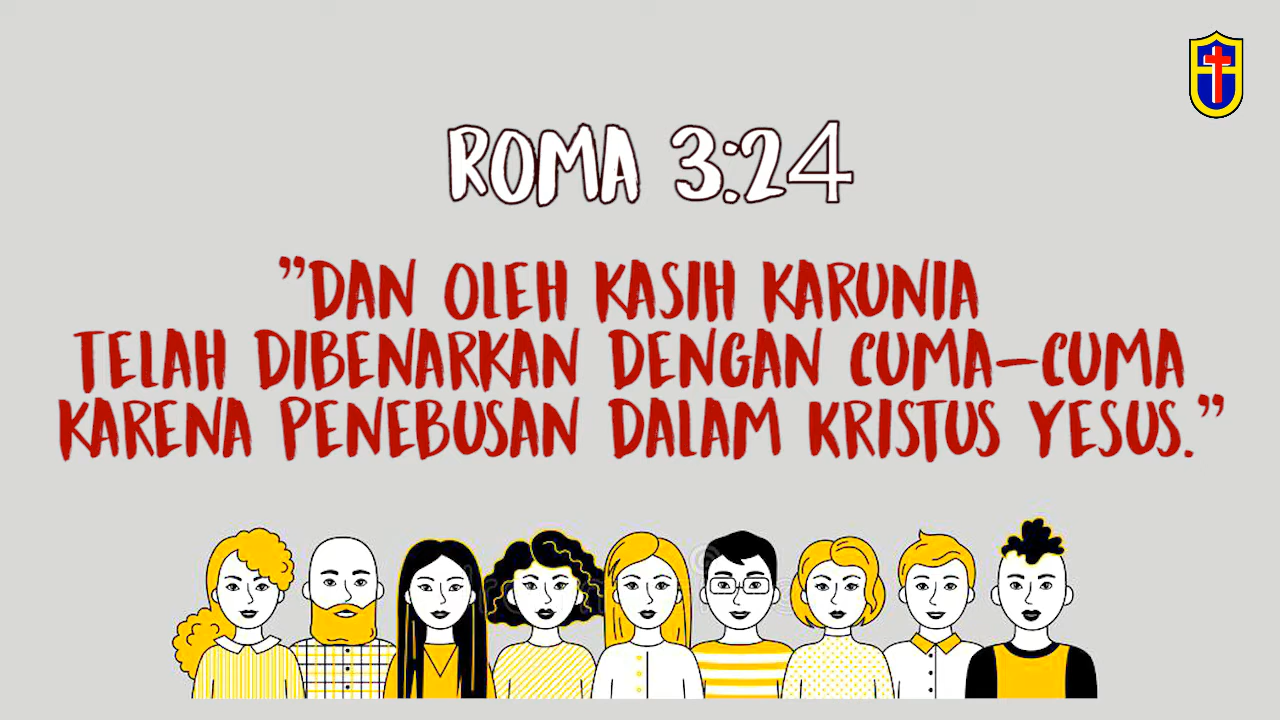 ROMA 3:24
"DAN OLEH KASIH KARUNIA
TELAH DIBENARKAN DENGAN CUMA-CUMA
KARENA PENEBUSAN DALAM KRISTUS YESUS."